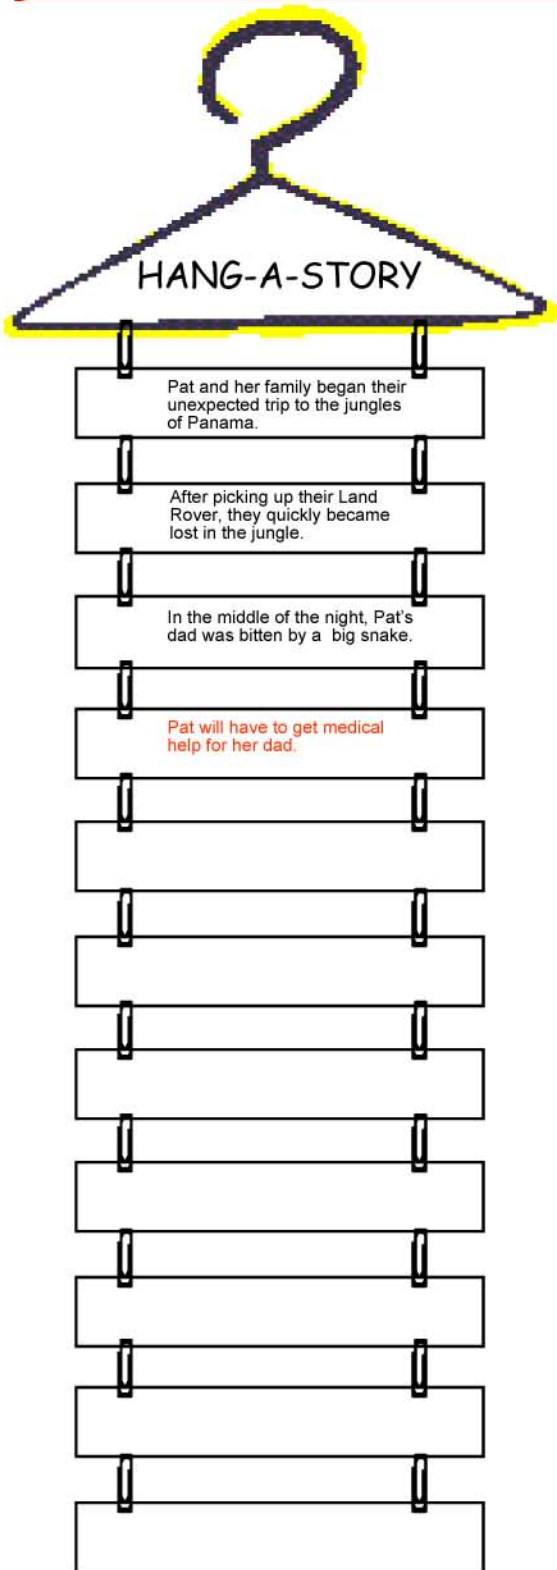 HANG-A-STORY
Pat and her family began their
unexpected trip to the jungles
of Panama.
After picking up their Land
Rover, they quickly became
lost in the jungle.
In the middle of the night, Pat's
dad was bitten by a  big snake.
Pat will have to get medical
help for her dad.